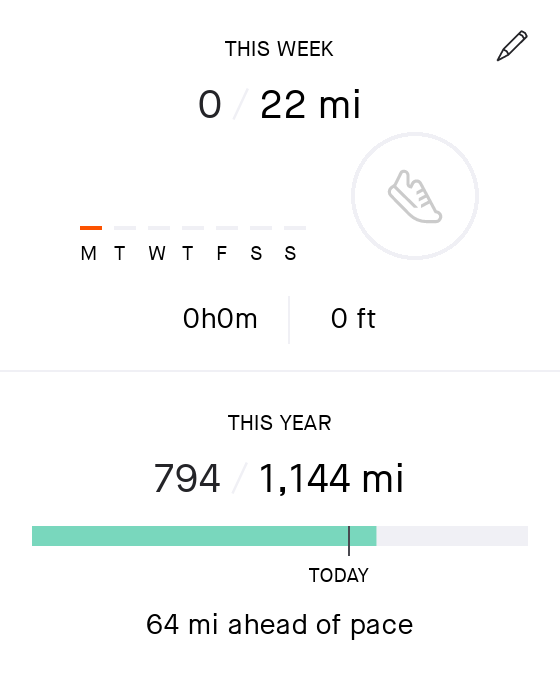 THIS WEEK
0 / 22 mi
M T W T F S S
0h0m 0 ft
THIS YEAR
794 / 1,144 mi
TODAY
64 mi ahead of pace